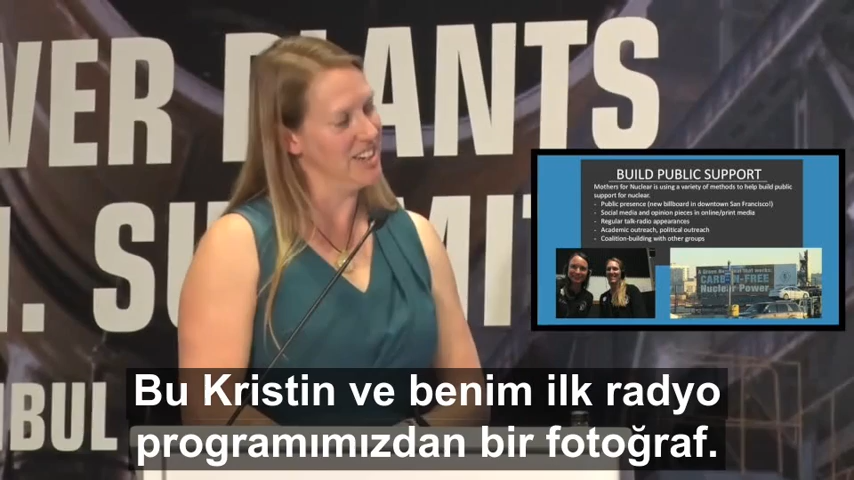 WER PLANTS
I. SUMMIT
NBUL
BUILD PUBLIC SUPPORT
Mothers for Nuclear is using a variety of methods to help build public
support for nuclear.
- Public presence (new billboard in downtown San Francisco!)
- Social media and opinion pieces in online/print media
- Regular talk-radio appearances
- Academic outreach, political outreach
- Coalition-building with other groups
CARBON-FREE
Nuclear Power
Bu Kristin ve benim ilk radyo
programımızdan bir fotoğraf.